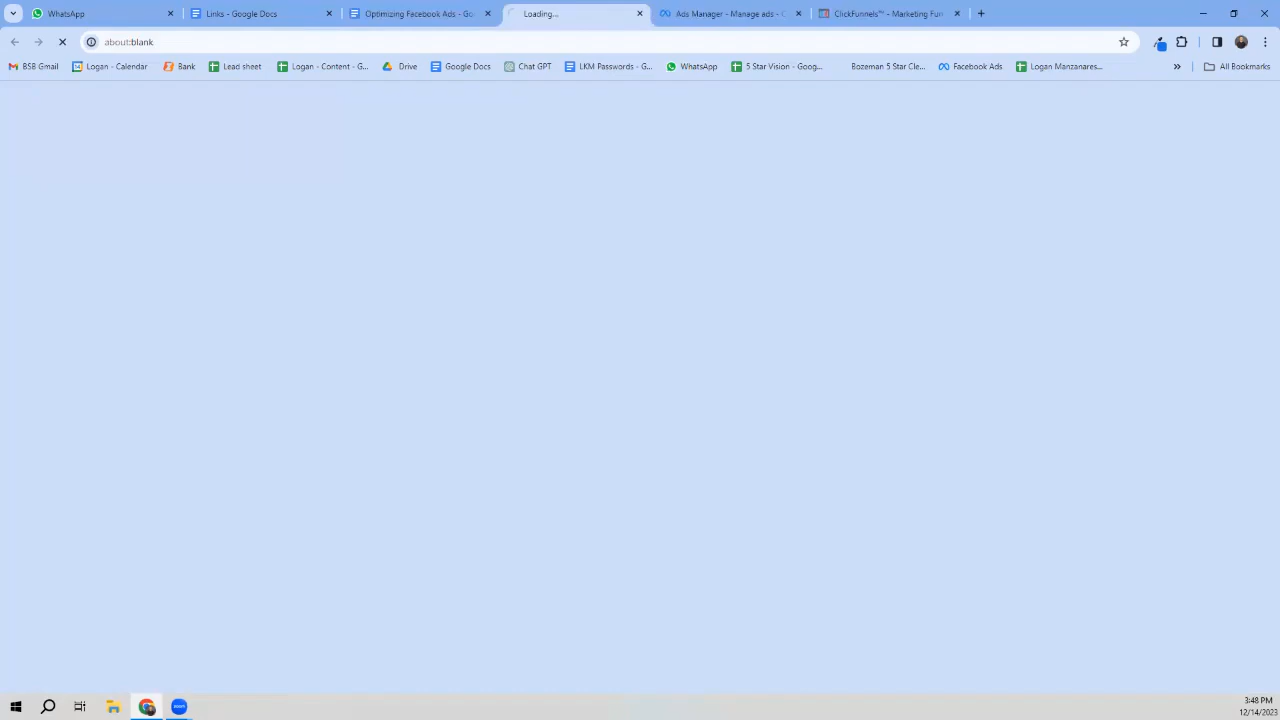 WhatsApp
Links - Google Docs
Optimizing Facebook Ads - Go
Loading...
Ads Manager - Manage ads - C
ClickFunnels™ - Marketing Fun
about:blank
BSB Gmail
Logan - Calendar
Bank
Lead sheet
Logan - Content - G...
Drive
Google Docs
Chat GPT
LKM Passwords - G...
WhatsApp
5 Star Vision - Goog...
Bozeman 5 Star Cle...
Facebook Ads
Logan Manzanares...
All Bookmarks
zoom
3:48 PM
12/14/2023